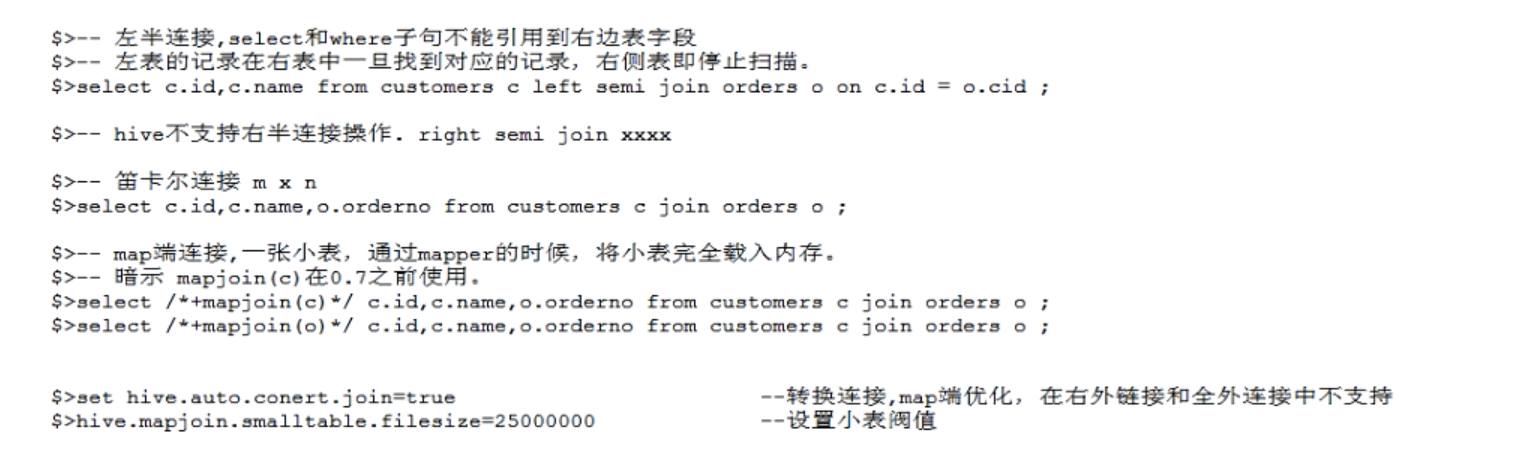 $>-- 左半连接,select和where子句不能引用到右边表字段
$>-- 左表的记录在右表中一旦找到对应的记录，右侧表即停止扫描。
$>select c.id,c.name from customers c left semi join orders o on c.id = o.cid ;
$>-- hive不支持右半连接操作. right semi join xxxx
$>-- 笛卡尔连接 m x n
$>select c.id,c.name,o.orderno from customers c join orders o ;
$>-- map端连接,一张小表，通过mapper的时候，将小表完全载入内存。
$>-- 暗示 mapjoin(c)在0.7之前使用。
$>select /*+mapjoin(c)*/ c.id,c.name,o.orderno from customers c join orders o ;
$>select /*+mapjoin(o)*/ c.id,c.name,o.orderno from customers c join orders o ;
$>set hive.auto.conert.join=true --转换连接,map端优化，在右外链接和全外连接中不支持
$>hive.mapjoin.smalltable.filesize=25000000 --设置小表阀值